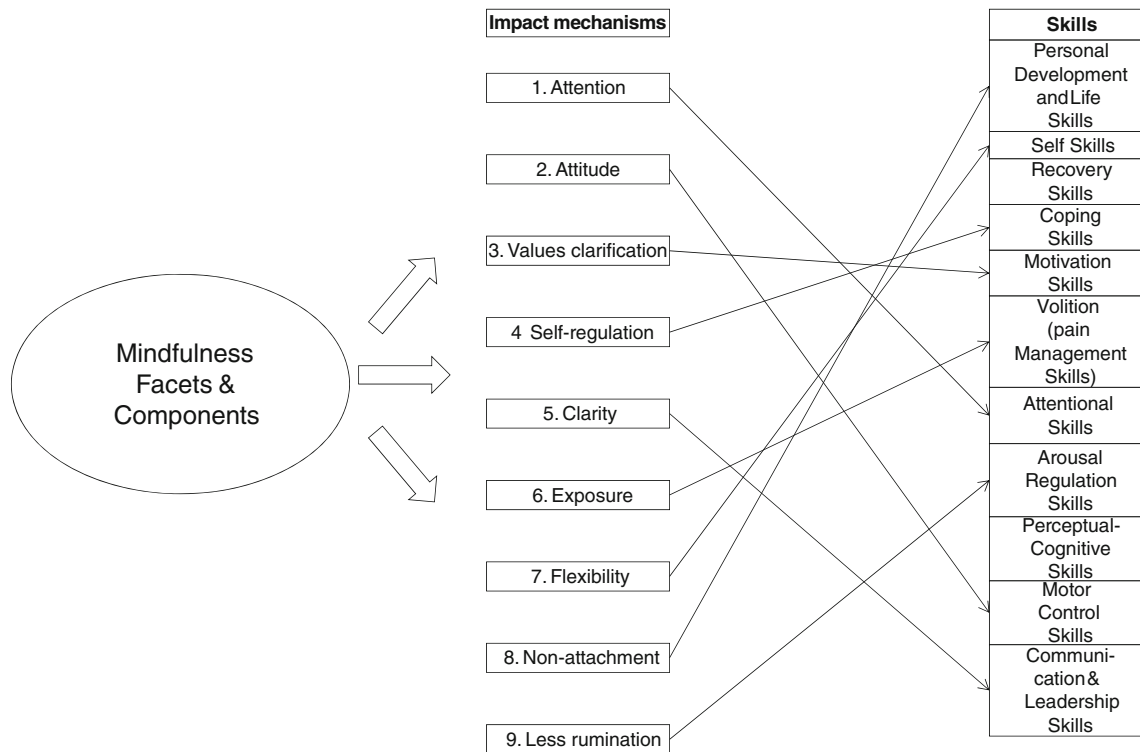 Impact mechanisms
1. Attention
2. Attitude
3. Values clarification
4 Self-regulation
5. Clarity
6. Exposure
7. Flexibility
8. Non-attachment
9. Less rumination
Mindfulness
Facets &
Components
Skills
Personal
Development
and Life
Skills
Self Skills
Recovery
Skills
Coping
Skills
Motivation
Skills
Volition
(pain
Management
Skills)
Attentional
Skills
Arousal
Regulation
Skills
Perceptual-
Cognitive
Skills
Motor
Control
Skills
Communi-
cation &
Leadership
Skills